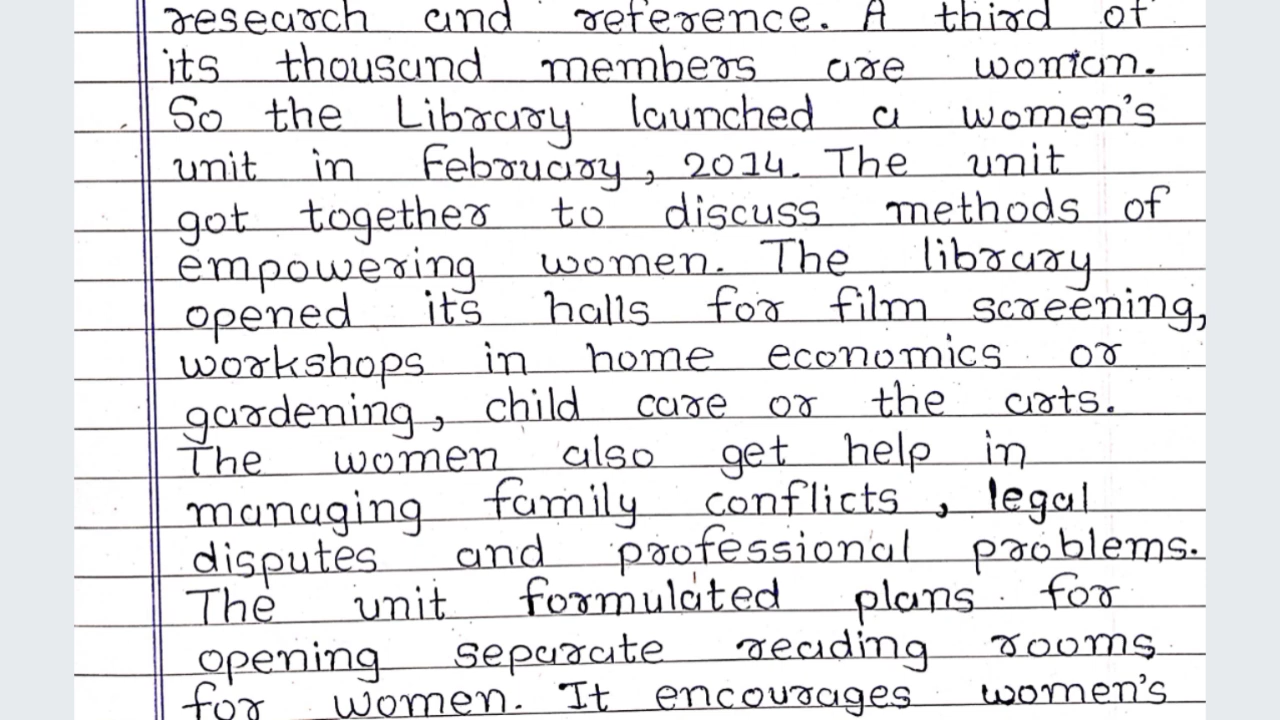 research and reference. A third of
its thousand members are woman.
So the Library launched a women's
unit in february, 2014. The unit
got together to discuss methods of
empowering women. The library
opened its halls for film screening,
workshops in home economics or
gardening, child care or the arts.
The women also get help in
managing family conflicts, legal
disputes and professional problems.
The unit formulated plans for
opening separate reading rooms
for women. It encourages women's